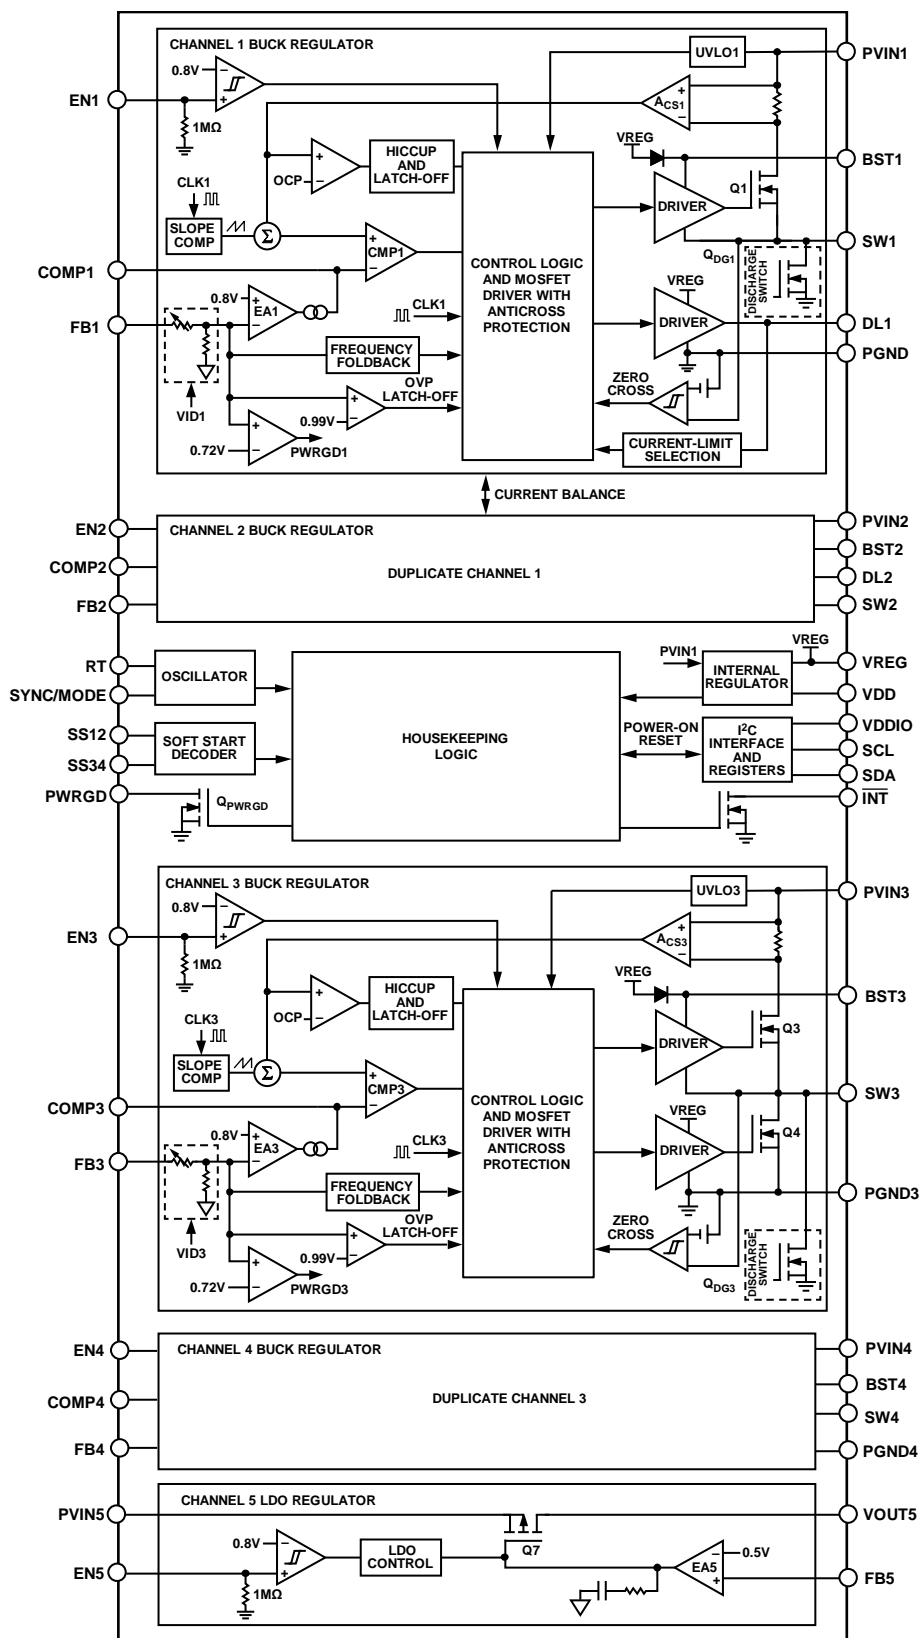 CHANNEL 1 BUCK REGULATOR
UVLO1
PVIN1
0.8V
−
+
EN1
1MΩ
ACS1
+
−
HICCUP
AND
LATCH-OFF
+
−
OCP
VREG
BST1
Q1
DRIVER
CLK1
SLOPE
COMP
Σ
+
−
CMP1
SW1
QDG1
DISCHARGE
SWITCH
COMP1
CONTROL LOGIC
AND MOSFET
DRIVER WITH
ANTICROSS
PROTECTION
0.8V
+
−
EA1
CLK1
VREG
DRIVER
FB1
DL1
PGND
FREQUENCY
FOLDBACK
VID1
OVP
LATCH-OFF
+
−
0.99V
ZERO
CROSS
+
−
0.72V
PWRGD1
CURRENT-LIMIT
SELECTION
CURRENT BALANCE
EN2
CHANNEL 2 BUCK REGULATOR
PVIN2
BST2
COMP2
DUPLICATE CHANNEL 1
DL2
FB2
SW2
RT
OSCILLATOR
SYNC/MODE
PVIN1
INTERNAL
REGULATOR
VREG
VREG
VDD
SS12
SOFT START
DECODER
SS34
HOUSEKEEPING
LOGIC
POWER-ON
RESET
I2C
INTERFACE
AND
REGISTERS
VDDIO
SCL
SDA
PWRGD
QPWRGD
INT
CHANNEL 3 BUCK REGULATOR
UVLO3
PVIN3
0.8V
−
+
EN3
1MΩ
ACS3
+
−
HICCUP
AND
LATCH-OFF
+
−
OCP
VREG
BST3
Q3
DRIVER
CLK3
SLOPE
COMP
Σ
+
−
CMP3
SW3
COMP3
CONTROL LOGIC
AND MOSFET
DRIVER WITH
ANTICROSS
PROTECTION
0.8V
+
−
EA3
CLK3
VREG
DRIVER
Q4
FB3
PGND3
FREQUENCY
FOLDBACK
VID3
OVP
LATCH-OFF
+
−
0.99V
ZERO
CROSS
QDG3
DISCHARGE
SWITCH
+
−
0.72V
PWRGD3
EN4
CHANNEL 4 BUCK REGULATOR
PVIN4
BST4
COMP4
DUPLICATE CHANNEL 3
SW4
FB4
PGND4
CHANNEL 5 LDO REGULATOR
PVIN5
VOUT5
Q7
0.8V
−
+
LDO
CONTROL
EN5
1MΩ
EA5
−
+
0.5V
FB5